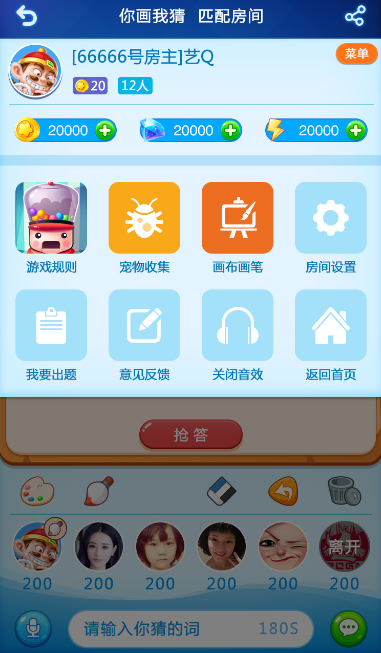 你画我猜 匹配房间
[66666号房主]艺Q
菜单
20 12人
20000 20000 20000
游戏规则 宠物收集 画布画笔 房间设置
我要出题 意见反馈 关闭音效 返回首页
抢答
离开
200 200 200 200 200 200
请输入你猜的词 180S